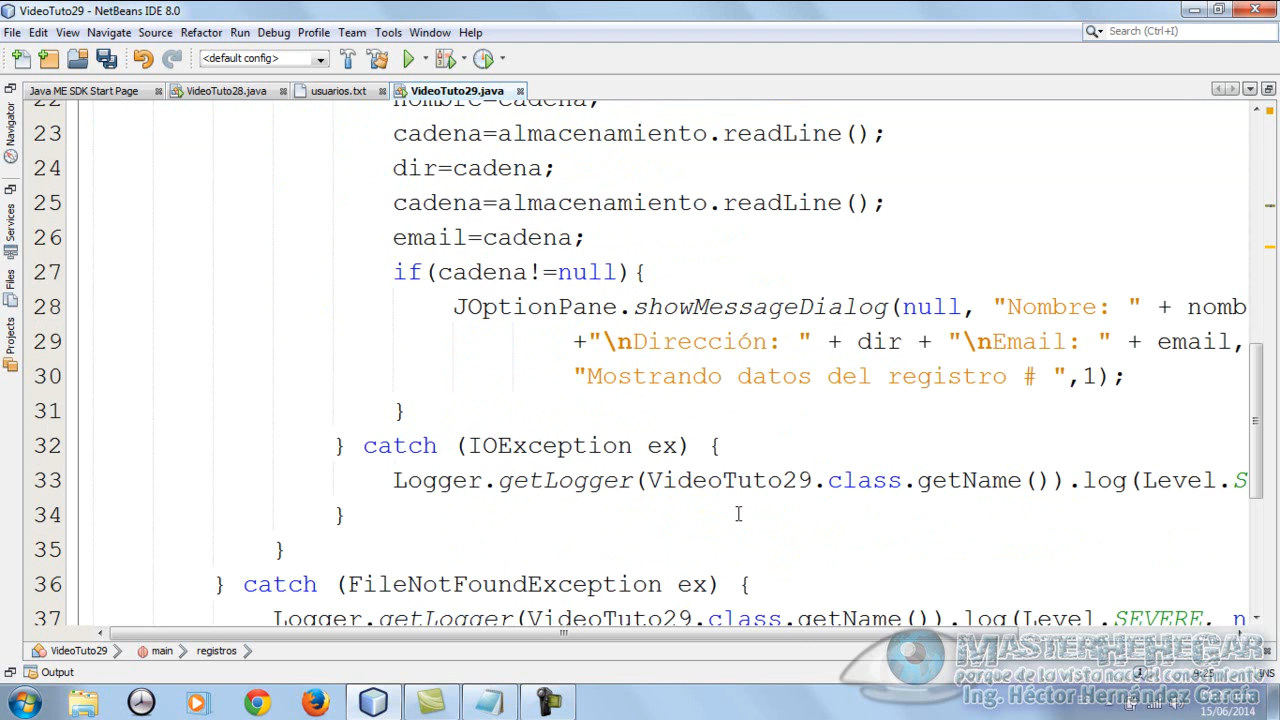 VideoTuto29 - NetBeans IDE 8.0
File Edit View Navigate Source Refactor Run Debug Profile Team Tools Window Help
Search (Ctrl+I)
<default config>
Java ME SDK Start Page VideoTuto28.java usuarios.txt VideoTuto29.java
Navigator
Services
Files
Projects
22 nombre=cadena;
23 cadena=almacenamiento.readLine();
24 dir=cadena;
25 cadena=almacenamiento.readLine();
26 email=cadena;
27 if(cadena!=null){
28 JOptionPane.showMessageDialog(null, "Nombre: " + nomb
29 +"\nDirección: " + dir + "\nEmail: " + email,
30 "Mostrando datos del registro # ",1);
31 }
32 } catch (IOException ex) {
33 Logger.getLogger(VideoTuto29.class.getName()).log(Level.S
34 }
35 }
36 } catch (FileNotFoundException ex) {
37 Logger.getLogger(VideoTuto29.class.getName()).log(Level.SEVERE, n
VideoTuto29 main registros
Output
9:25 INS
MASTERHEHEGAR
porque de la vista nace el conocimiento
Ing. Héctor Hernández García
15/06/2014